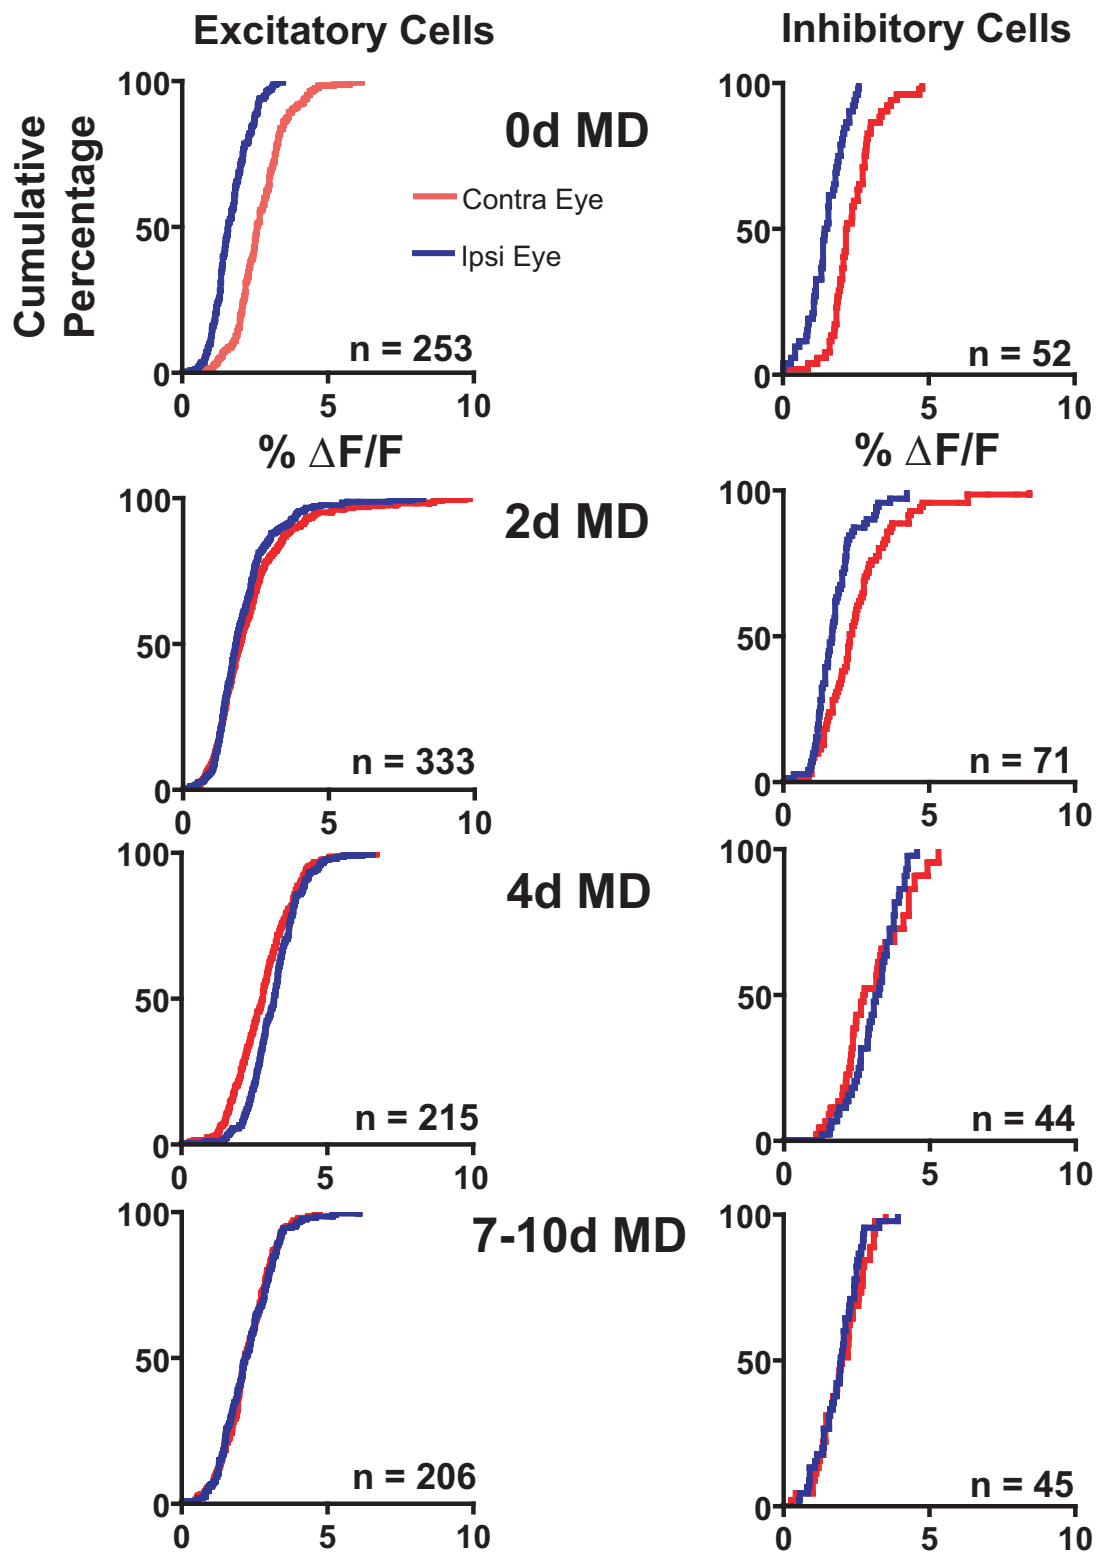 Excitatory Cells
Inhibitory Cells
Cumulative
Percentage
100
50
0
0 5 10
% ΔF/F
n = 253
0d MD
Contra Eye
Ipsi Eye
100
50
0
0 5 10
% ΔF/F
n = 52
100
50
0
0 5 10
n = 333
2d MD
100
50
0
0 5 10
n = 71
100
50
0
0 5 10
n = 215
4d MD
100
50
0
0 5 10
n = 44
100
50
0
0 5 10
n = 206
7-10d MD
100
50
0
0 5 10
n = 45